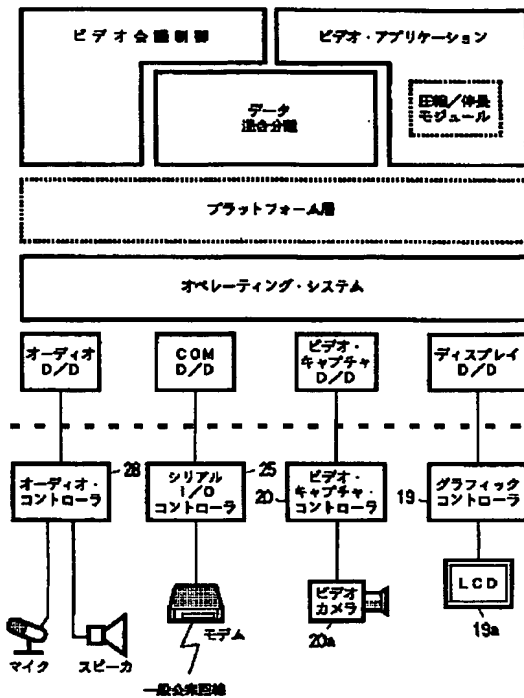 ビデオ会議制御
ビデオ・アプリケーション
データ
混合分離
圧縮/伸長
モジュール
プラットフォーム層
オペレーティング・システム
オーディオ
D/D
COM
D/D
ビデオ・
キャプチャ
D/D
ディスプレイ
D/D
オーディオ・
コントローラ
28
シリアル
I/O
コントローラ
25
ビデオ・
キャプチャ・
コントローラ
20
グラフィック
コントローラ
19
マイク
スピーカ
モデム
一般公衆回線
ビデオ
カメラ
20a
LCD
19a